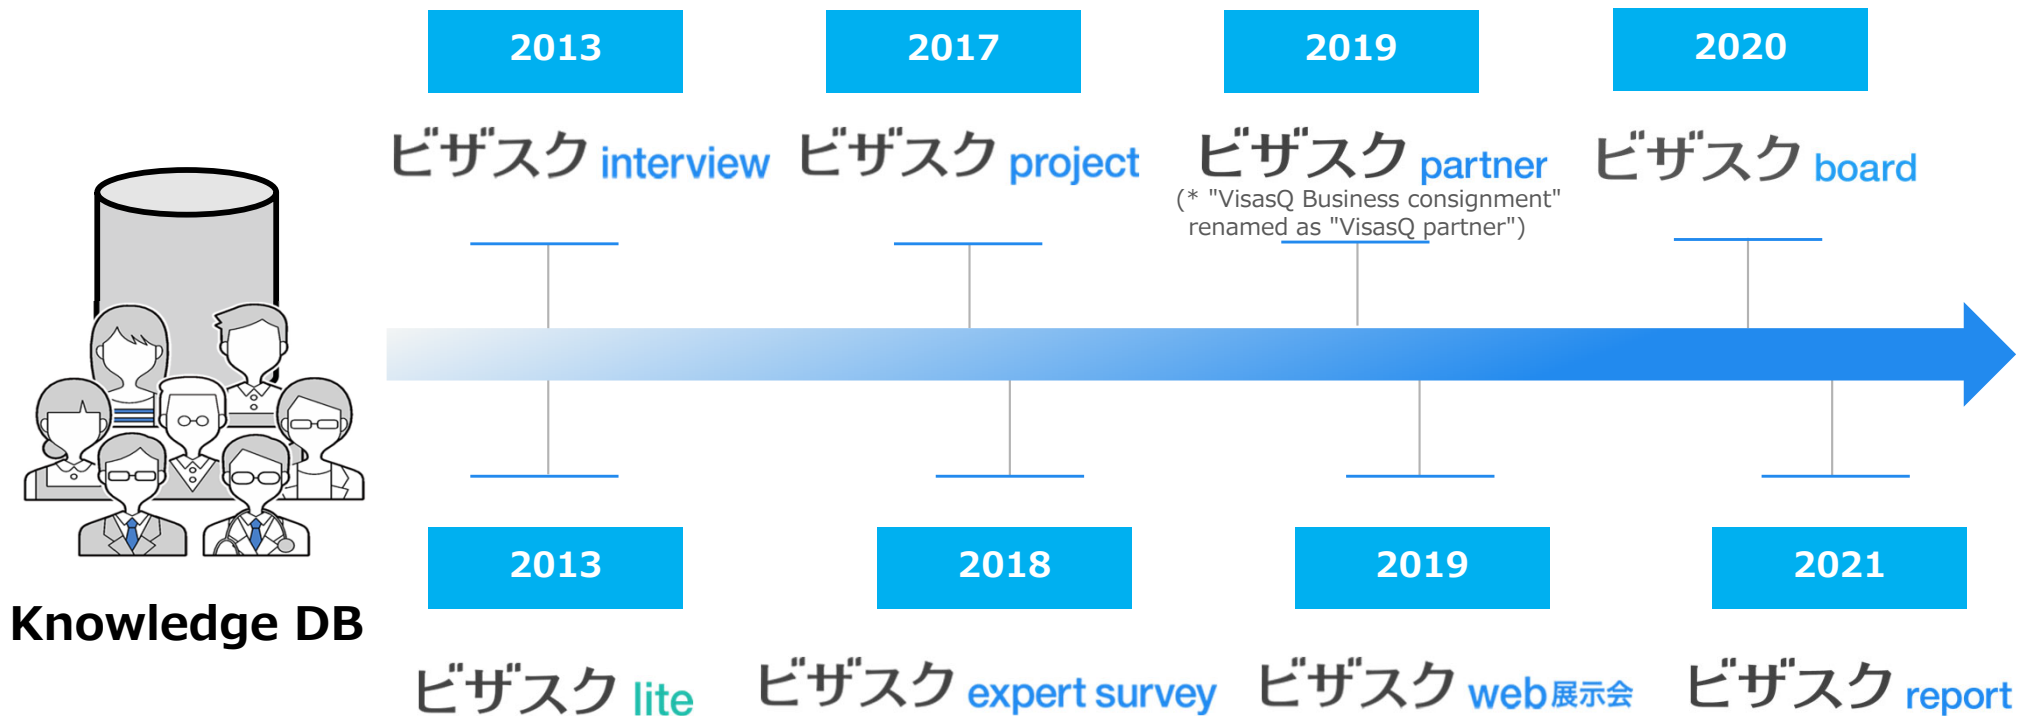 2013
2017
2019
2020
ビザスク interview
ビザスク project
ビザスク partner
ビザスク board
(* "VisasQ Business consignment"
renamed as "VisasQ partner")
Knowledge DB
2013
2018
2019
2021
ビザスク lite
ビザスク expert survey
ビザスク web展示会
ビザスク report